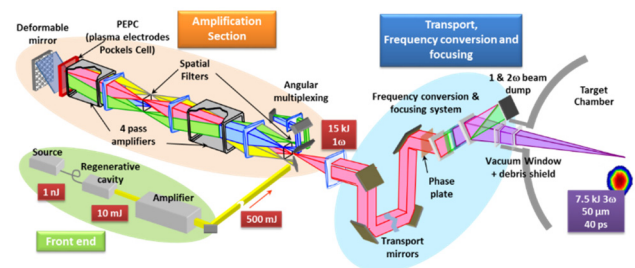 Amplification
Section
Transport,
Frequency conversion and
focusing
PEPC
(plasma electrodes
Pockels Cell)
Deformable
mirror
Spatial
Filters
Angular
multiplexing
4 pass
amplifiers
15 kJ
1ω
Frequency conversion &
focusing system
1 & 2ω beam
dump
Target
Chamber
Vacuum Window
+ debris shield
Phase
plate
Transport
mirrors
Source
1 nJ
Regenerative
cavity
10 mJ
Amplifier
500 mJ
Front end
7.5 kJ 3ω
50 µm
40 ps